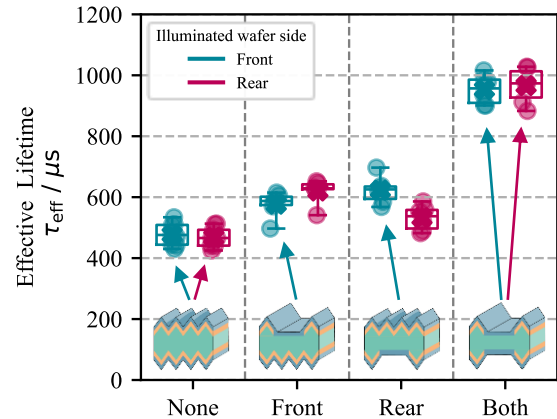 1200
1000
800
600
400
200
0
Effective Lifetime
τeff / μs
Illuminated wafer side
Front
Rear
None
Front
Rear
Both